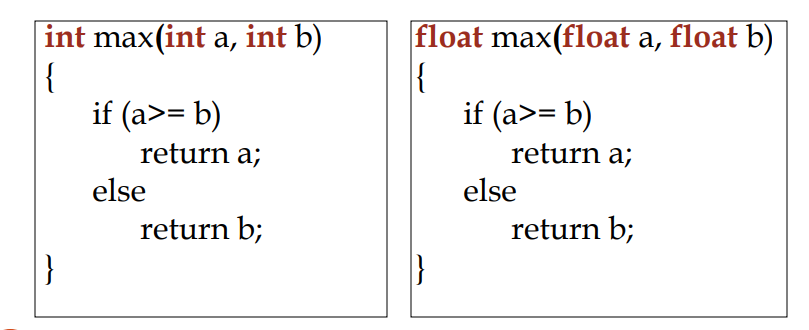 int max(int a, int b)
{
if (a>= b)
return a;
else
return b;
}
float max(float a, float b)
{
if (a>= b)
return a;
else
return b;
}